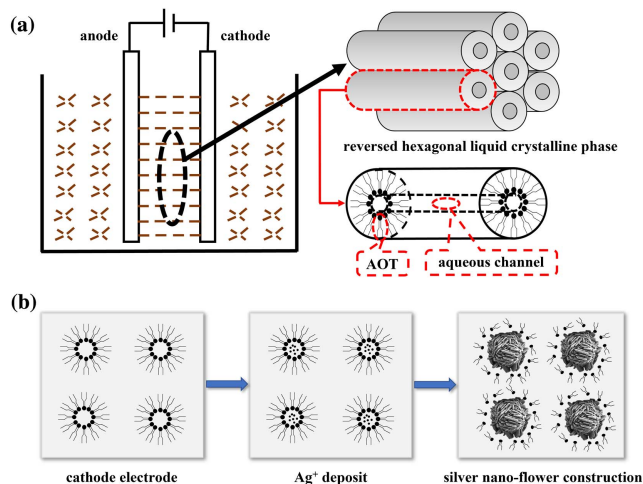 (a)
anode
cathode
reversed hexagonal liquid crystalline phase
AOT
aqueous channel
(b)
cathode electrode
Ag⁺ deposit
silver nano-flower construction